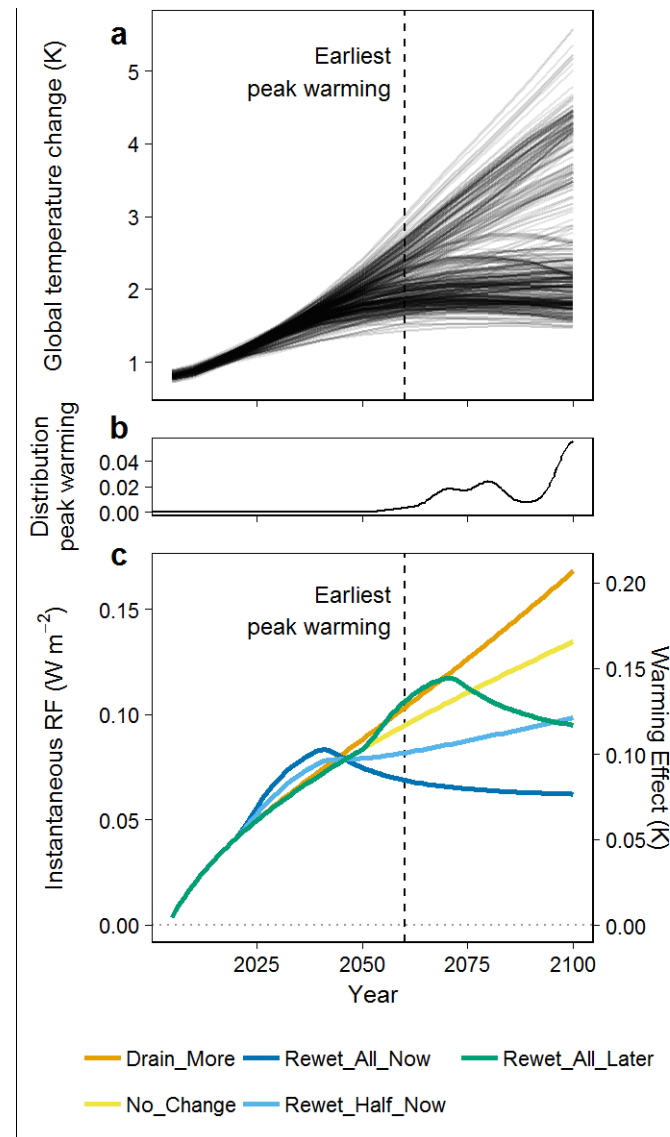 a
Global temperature change (K)
5
4
3
2
1
Earliest
peak warming
b
Distribution
peak warming
0.04
0.02
0.00
c
Instantaneous RF (W m−2)
0.15
0.10
0.05
0.00
Earliest
peak warming
0.20
0.15
0.10
0.05
0.00
Warming Effect (K)
2025 2050 2075 2100
Year
Drain_More Rewet_All_Now Rewet_All_Later
No_Change Rewet_Half_Now